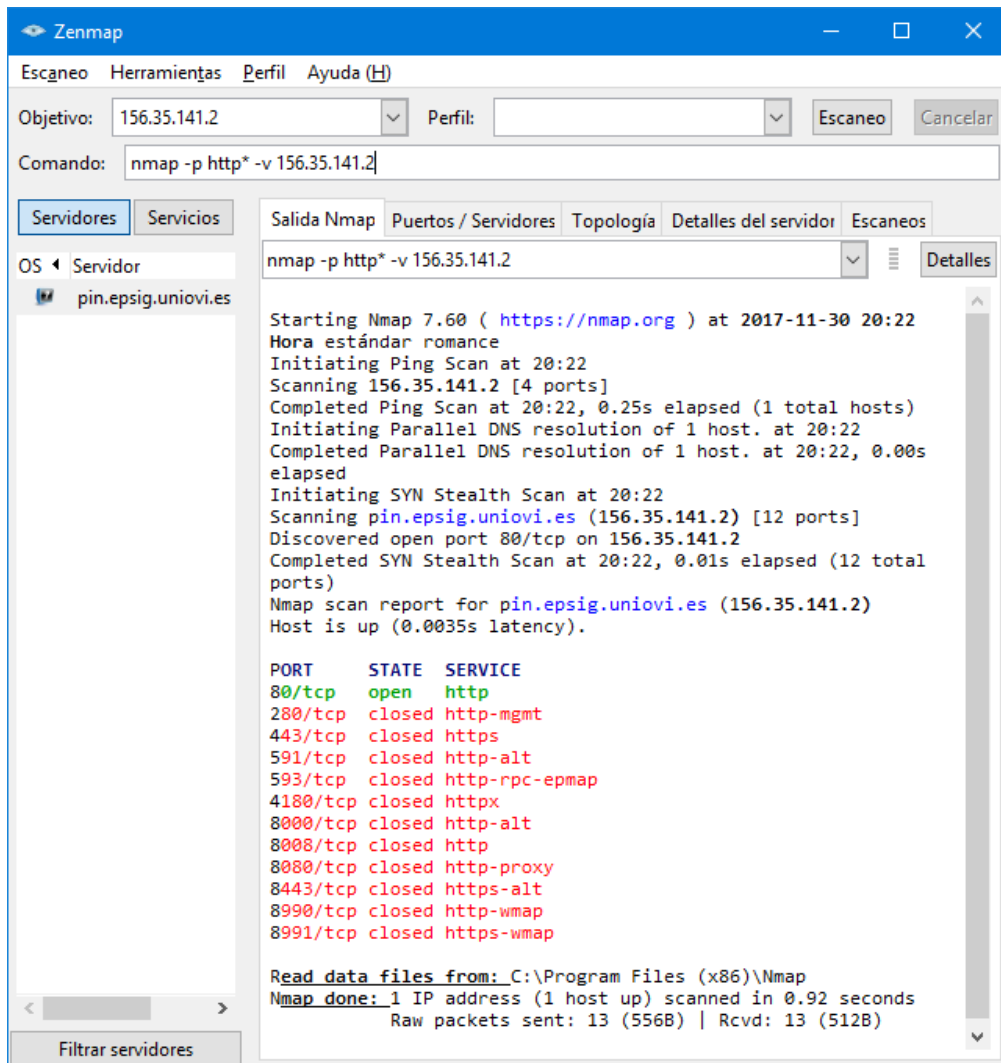 Zenmap
Escaneo Herramientas Perfil Ayuda (H)
Objetivo: 156.35.141.2 Perfil: Escaneo Cancelar
Comando: nmap -p http* -v 156.35.141.2
Servidores Servicios Salida Nmap Puertos / Servidores Topología Detalles del servidor Escaneos
OS Servidor nmap -p http* -v 156.35.141.2 Detalles
pin.epsig.uniovi.es
Starting Nmap 7.60 ( https://nmap.org ) at 2017-11-30 20:22
Hora estándar romance
Initiating Ping Scan at 20:22
Scanning 156.35.141.2 [4 ports]
Completed Ping Scan at 20:22, 0.25s elapsed (1 total hosts)
Initiating Parallel DNS resolution of 1 host. at 20:22
Completed Parallel DNS resolution of 1 host. at 20:22, 0.00s
elapsed
Initiating SYN Stealth Scan at 20:22
Scanning pin.epsig.uniovi.es (156.35.141.2) [12 ports]
Discovered open port 80/tcp on 156.35.141.2
Completed SYN Stealth Scan at 20:22, 0.01s elapsed (12 total
ports)
Nmap scan report for pin.epsig.uniovi.es (156.35.141.2)
Host is up (0.0035s latency).
PORT STATE SERVICE
80/tcp open http
280/tcp closed http-mgmt
443/tcp closed https
591/tcp closed http-alt
593/tcp closed http-rpc-epmap
4180/tcp closed httpx
8000/tcp closed http-alt
8008/tcp closed http
8080/tcp closed http-proxy
8443/tcp closed https-alt
8990/tcp closed http-wmap
8991/tcp closed https-wmap
Read data files from: C:\Program Files (x86)\Nmap
Nmap done: 1 IP address (1 host up) scanned in 0.92 seconds
Raw packets sent: 13 (556B) | Rcvd: 13 (512B)
Filtrar servidores